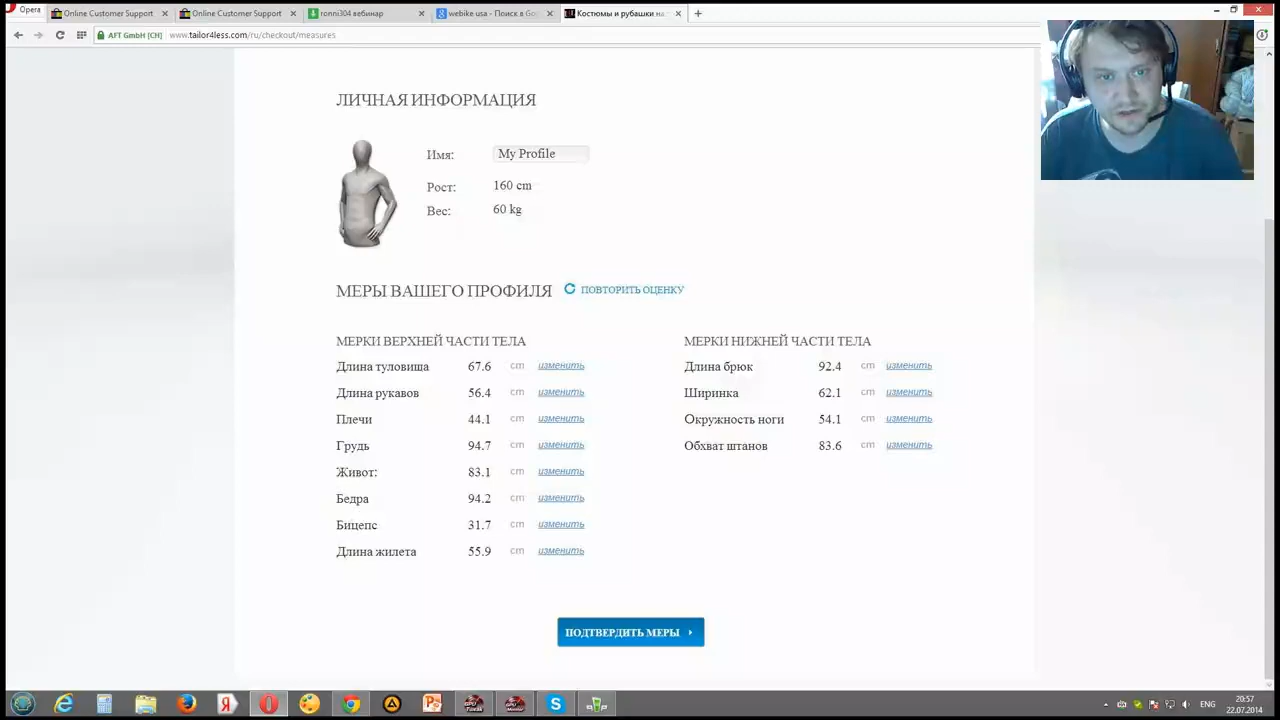 Opera
Online Customer Support
Online Customer Support
ronni304 вебинар
webike usa - Поиск в Go
Костюмы и рубашки на
AFT GmbH [CH] www.tailor4less.com/ru/checkout/measures
ЛИЧНАЯ ИНФОРМАЦИЯ
Имя: My Profile
Рост: 160 cm
Вес: 60 kg
МЕРЫ ВАШЕГО ПРОФИЛЯ ПОВТОРИТЬ ОЦЕНКУ
МЕРКИ ВЕРХНЕЙ ЧАСТИ ТЕЛА
Длина туловища 67.6 cm изменить
Длина рукавов 56.4 cm изменить
Плечи 44.1 cm изменить
Грудь 94.7 cm изменить
Живот: 83.1 cm изменить
Бедра 94.2 cm изменить
Бицепс 31.7 cm изменить
Длина жилета 55.9 cm изменить
МЕРКИ НИЖНЕЙ ЧАСТИ ТЕЛА
Длина брюк 92.4 cm изменить
Ширинка 62.1 cm изменить
Окружность ноги 54.1 cm изменить
Обхват штанов 83.6 cm изменить
ПОДТВЕРДИТЬ МЕРЫ
ENG
20:57
22.07.2014